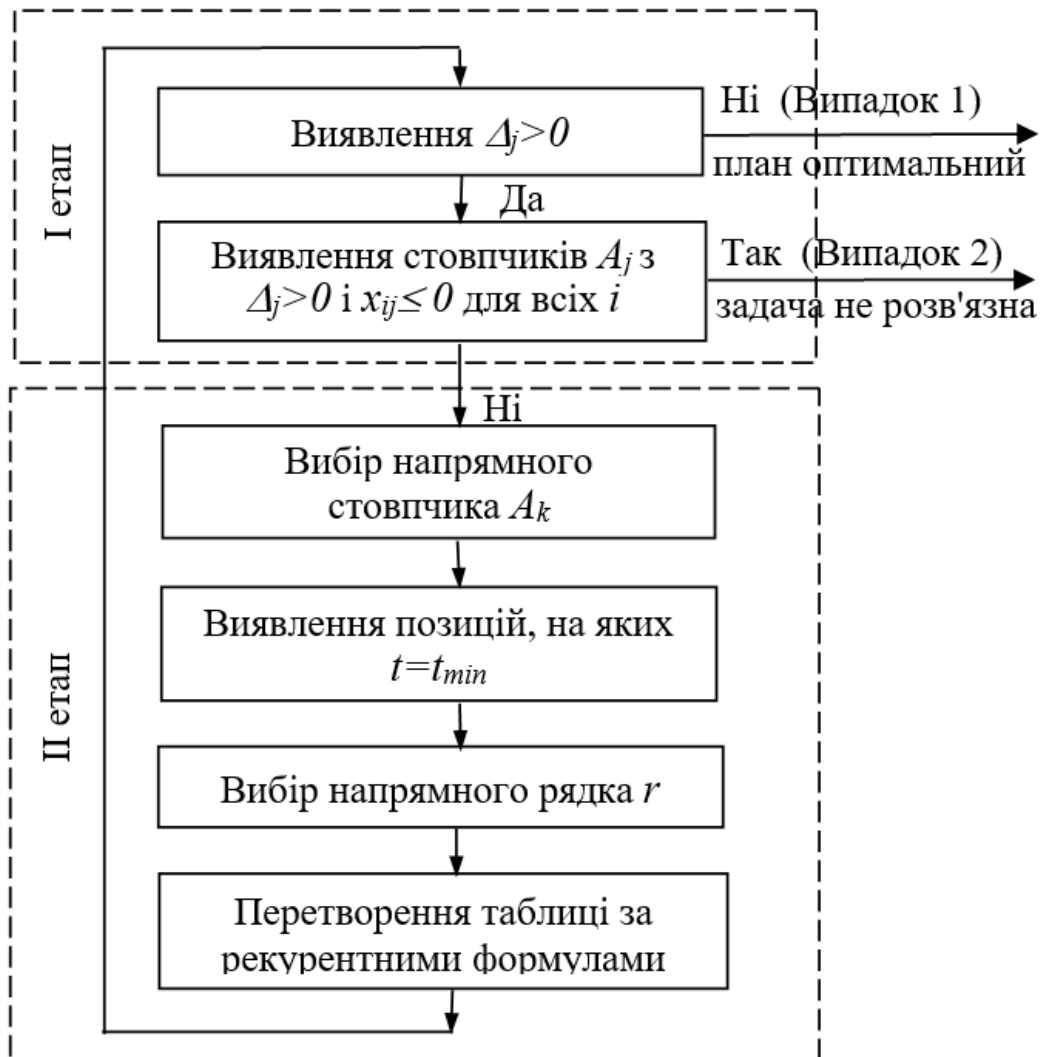 Виявлення Δj>0
Ні (Випадок 1)
план оптимальний
І етап
Да
Виявлення стовпчиків Aj з
Δj>0 і xij≤0 для всіх i
Так (Випадок 2)
задача не розв'язна
Ні
Вибір напрямного
стовпчика Ak
Виявлення позицій, на яких
t=tmin
ІІ етап
Вибір напрямного рядка r
Перетворення таблиці за
рекурентними формулами